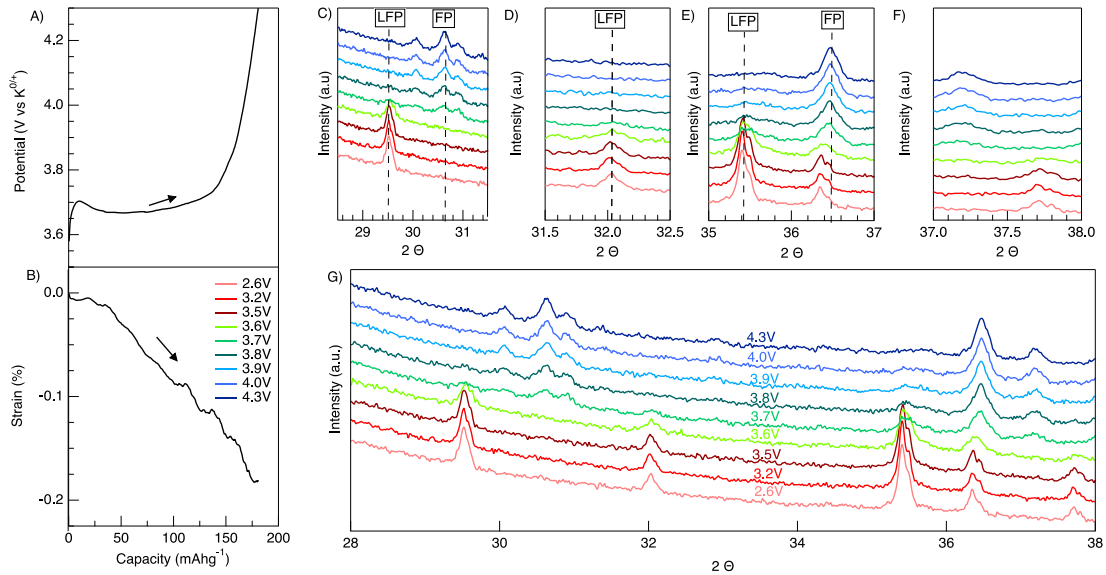 A)
4.2
4.0
3.8
3.6
Potential (V vs K0/+)
B)
0.0
-0.1
-0.2
Strain (%)
2.6V
3.2V
3.5V
3.6V
3.7V
3.8V
3.9V
4.0V
4.3V
0 50 100 150 200
Capacity (mAhg-1)
C)
LFP FP
Intensity (a.u)
29 30 31
2 Θ
D)
LFP
Intensity (a.u)
31.5 32.0 32.5
2 Θ
E)
LFP FP
Intensity (a.u)
35 36 37
2 Θ
F)
Intensity (a.u)
37.0 37.5 38.0
2 Θ
G)
Intensity (a.u.)
4.3V
4.0V
3.9V
3.8V
3.7V
3.6V
3.5V
3.2V
2.6V
28 30 32 34 36 38
2 Θ